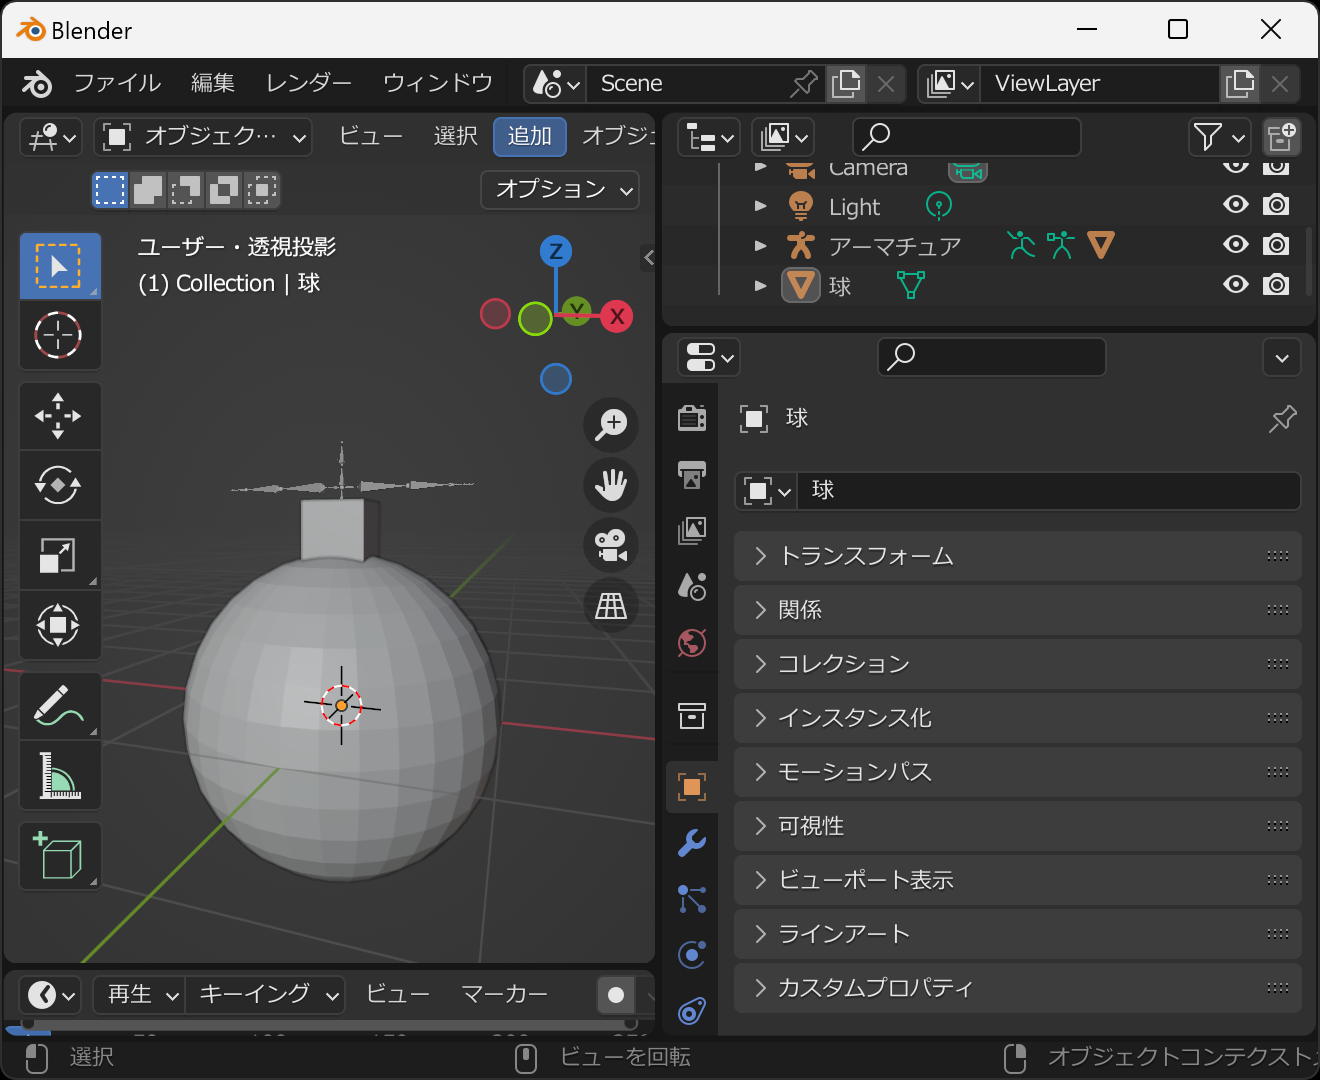 Blender
ファイル 編集 レンダー ウィンドウ Scene ViewLayer
オブジェク… ビュー 選択 追加 オブジェ
オプション
ユーザー・透視投影
(1) Collection | 球
Z
Y
X
Camera
Light
アーマチュア
球
球
球
トランスフォーム
関係
コレクション
インスタンス化
モーションパス
可視性
ビューポート表示
ラインアート
カスタムプロパティ
再生 キーイング ビュー マーカー
選択 ビューを回転 オブジェクトコンテクスト